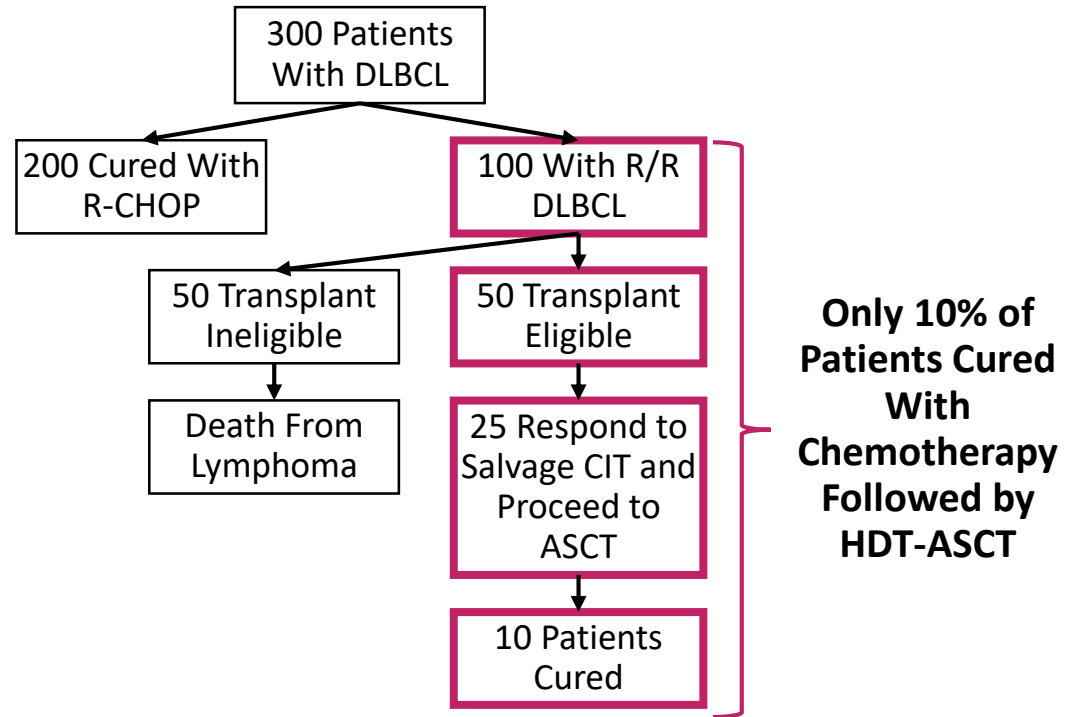 300 Patients
With DLBCL
200 Cured With
R-CHOP
100 With R/R
DLBCL
50 Transplant
Ineligible
50 Transplant
Eligible
Death From
Lymphoma
25 Respond to
Salvage CIT and
Proceed to
ASCT
10 Patients
Cured
Only 10% of
Patients Cured
With
Chemotherapy
Followed by
HDT-ASCT